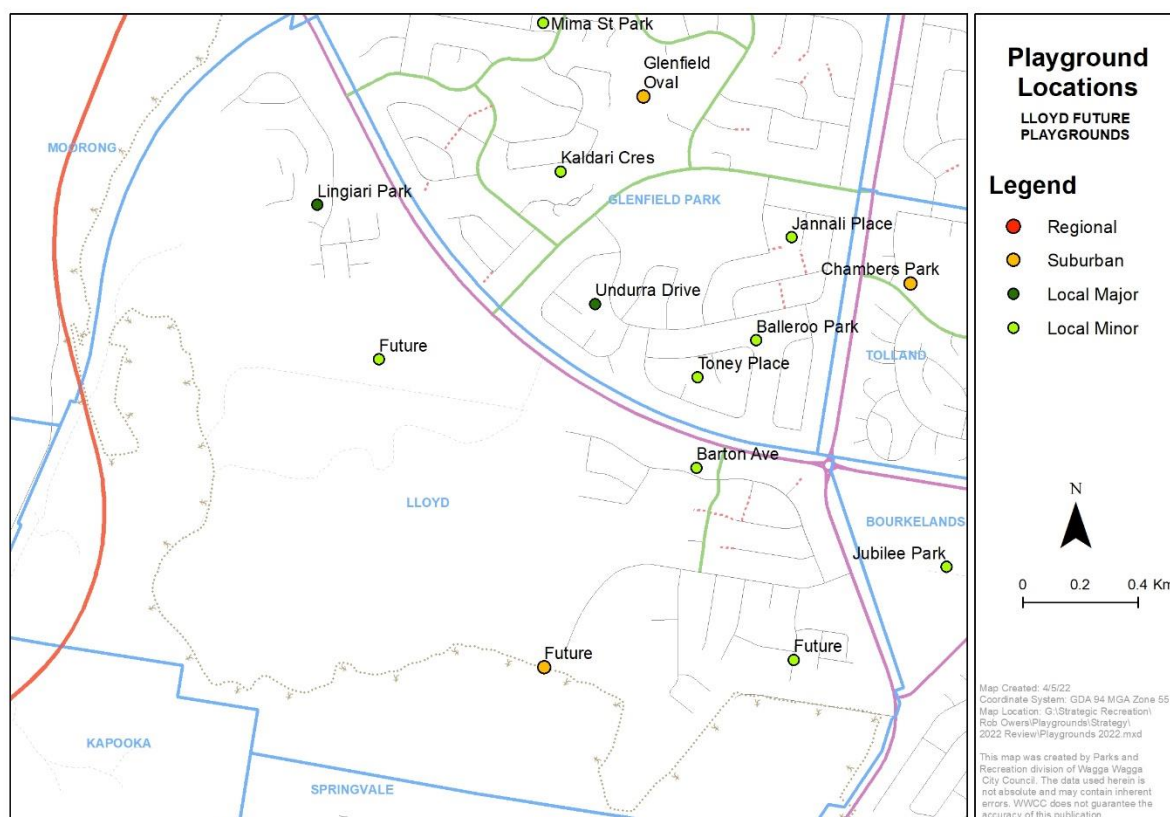 Mima St Park
Glenfield
Oval
MOORONG
Kaldari Cres
Lingiari Park
GLENFIELD PARK
Jannali Place
Chambers Park
Undurra Drive
Balleroo Park
Future
TOLLAND
Toney Place
Barton Ave
LLOYD
BOURKELANDS
Jubilee Park
Future
Future
KAPOOKA
SPRINGVALE
Playground
Locations
LLOYD FUTURE
PLAYGROUNDS
Legend
Regional
Suburban
Local Major
Local Minor
N
0 0.2 0.4 Km
Map Created: 4/5/22
Coordinate System: GDA 94 MGA Zone 55
Map Location: G:\Strategic Recreation\
Rob Owers\Playgrounds\Strategy\
2022 Review\Playgrounds 2022.mxd
This map was created by Parks and
Recreation division of Wagga Wagga
City Council. The data used herein is
not absolute and may contain inherent
errors. WWCC does not guarantee the
accuracy of this publication.